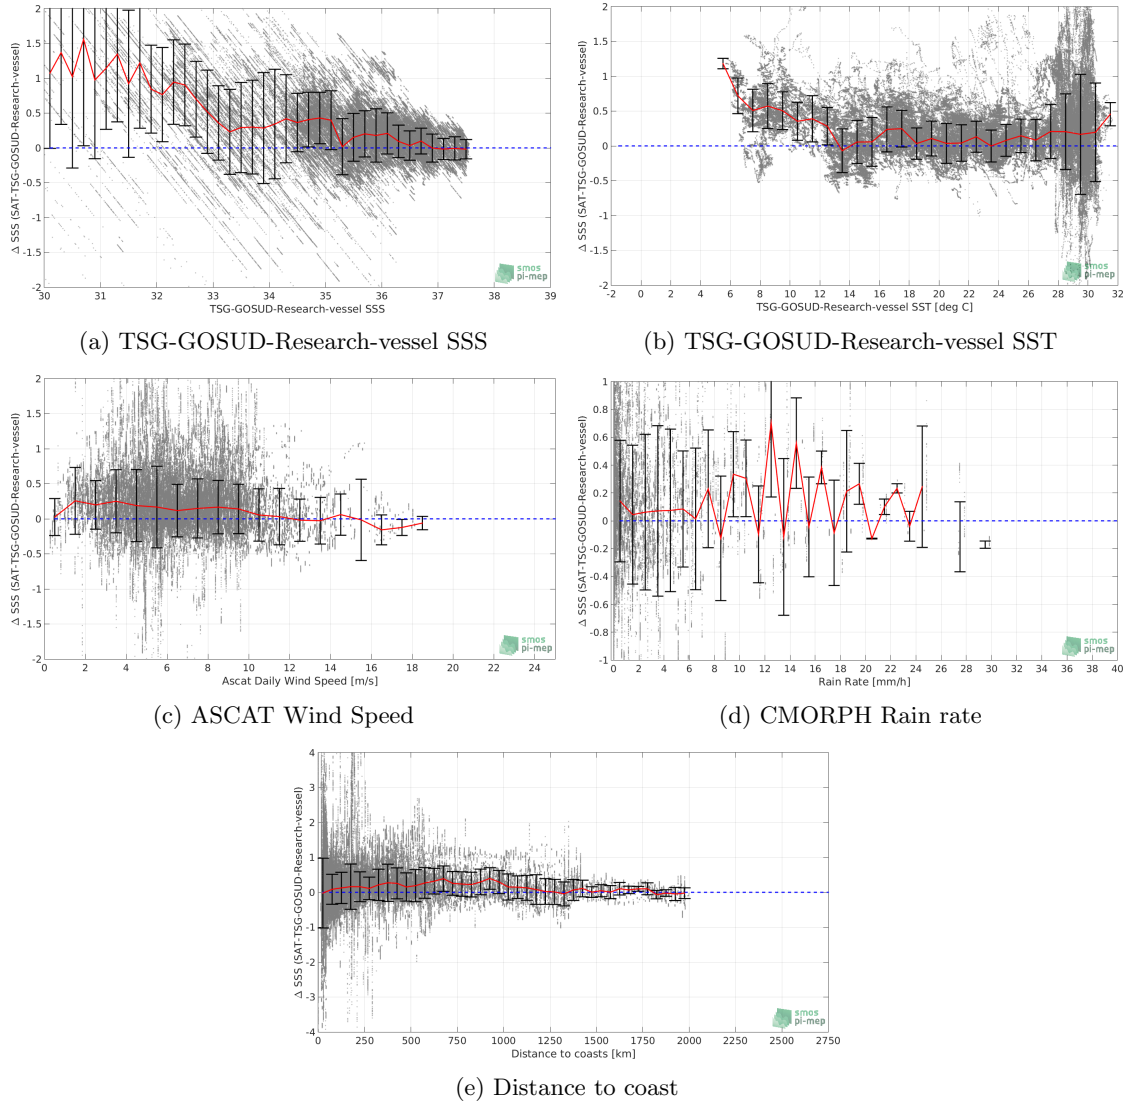 2
1.5
1
0.5
0
-0.5
-1
-1.5
-2
Δ SSS (SAT-TSG-GOSUD-Research-vessel)
30 31 32 33 34 35 36 37 38 39
TSG-GOSUD-Research-vessel SSS
smos
pi-mep
(a) TSG-GOSUD-Research-vessel SSS
2
1.5
1
0.5
0
-0.5
-1
-1.5
-2
Δ SSS (SAT-TSG-GOSUD-Research-vessel)
-2 0 2 4 6 8 10 12 14 16 18 20 22 24 26 28 30 32
TSG-GOSUD-Research-vessel SST [deg C]
smos
pi-mep
(b) TSG-GOSUD-Research-vessel SST
2
1.5
1
0.5
0
-0.5
-1
-1.5
-2
Δ SSS (SAT-TSG-GOSUD-Research-vessel)
0 2 4 6 8 10 12 14 16 18 20 22 24
Ascat Daily Wind Speed [m/s]
smos
pi-mep
(c) ASCAT Wind Speed
1
0.8
0.6
0.4
0.2
0
-0.2
-0.4
-0.6
-0.8
-1
Δ SSS (SAT-TSG-GOSUD-Research-vessel)
0 2 4 6 8 10 12 14 16 18 20 22 24 26 28 30 32 34 36 38 40
Rain Rate [mm/h]
smos
pi-mep
(d) CMORPH Rain rate
4
3
2
1
0
-1
-2
-3
-4
Δ SSS (SAT-TSG-GOSUD-Research-vessel)
0 250 500 750 1000 1250 1500 1750 2000 2250 2500 2750
Distance to coasts [km]
smos
pi-mep
(e) Distance to coast